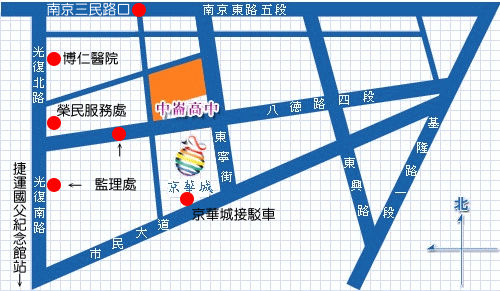 南京三民路口
南京東路五段
光復北路
博仁醫院
榮民服務處
中崙高中
八德路四段
東寧街
↑
← 監理處
京華城
京華城接駁車
光復南路
捷運國父紀念館站→
市民大道
東興路
基隆路一段
北